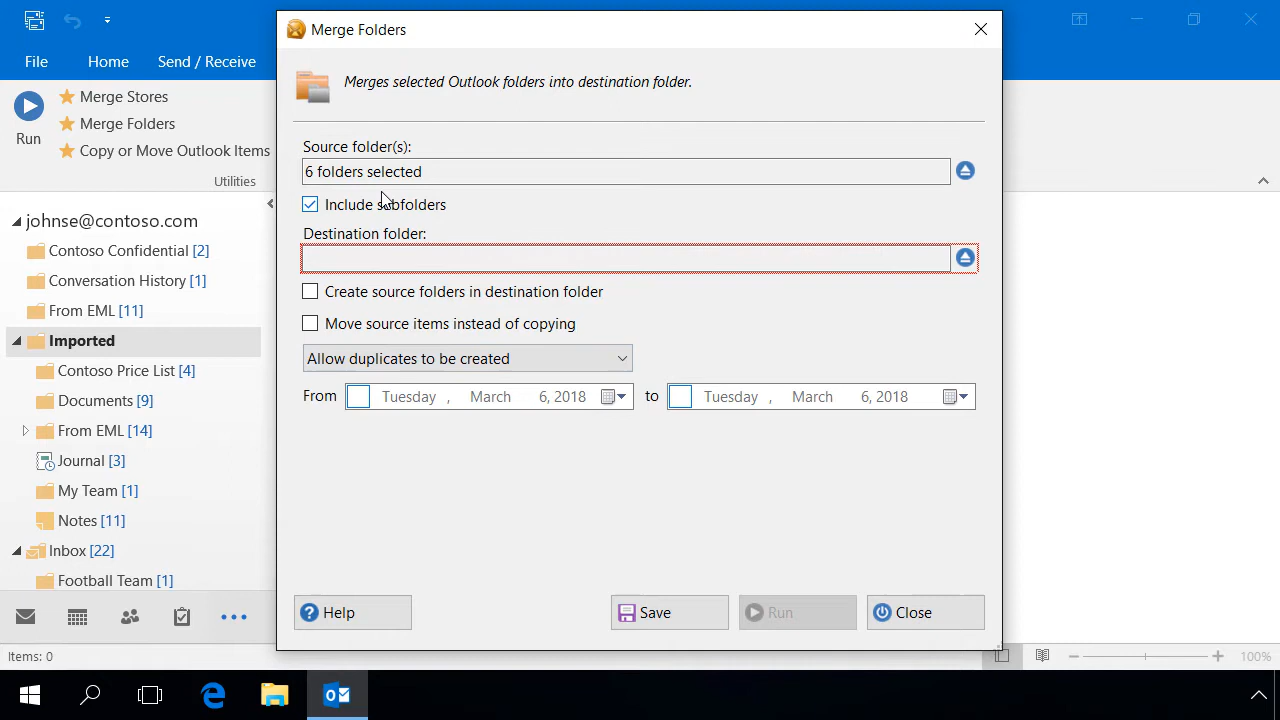 File
Home
Send / Receive
Run
Merge Stores
Merge Folders
Copy or Move Outlook Items
Utilities
johnse@contoso.com
Contoso Confidential [2]
Conversation History [1]
From EML [11]
Imported
Contoso Price List [4]
Documents [9]
From EML [14]
Journal [3]
My Team [1]
Notes [11]
Inbox [22]
Football Team [1]
Items: 0
Merge Folders
Merges selected Outlook folders into destination folder.
Source folder(s):
6 folders selected
Include subfolders
Destination folder:
Create source folders in destination folder
Move source items instead of copying
Allow duplicates to be created
From Tuesday , March 6, 2018 to Tuesday , March 6, 2018
Help Save Run Close
100%